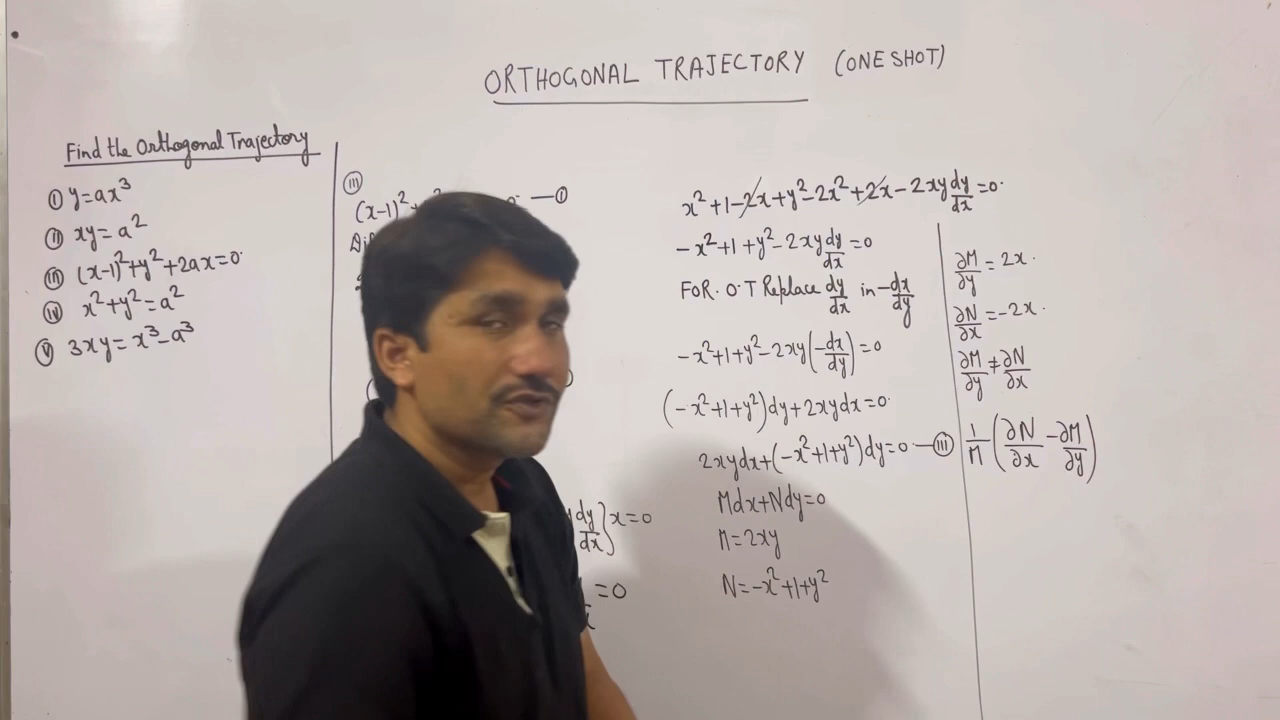 ORTHOGONAL TRAJECTORY (ONE SHOT)
Find the Orthogonal Trajectory
(I) y=ax³
(II) xy=a²
(III) (x-1)²+y²+2ax=0
(IV) x²+y²=a²
(V) 3xy=x³-a³
(III)
(x-1)²+ — (I)
dy/dx)x=0
=0
x²+1-2x+y²-2x²+2x-2xy dy/dx=0
-x²+1+y²-2xy dy/dx=0
FOR. O.T Replace dy/dx in -dx/dy
-x²+1+y²-2xy(-dx/dy)=0
(-x²+1+y²)dy+2xydx=0
2xydx+(-x²+1+y²)dy=0 — (III)
Mdx+Ndy=0
M=2xy
N=-x²+1+y²
∂M/∂y=2x
∂N/∂x=-2x
∂M/∂y≠∂N/∂x
1/M(∂N/∂x-∂M/∂y)